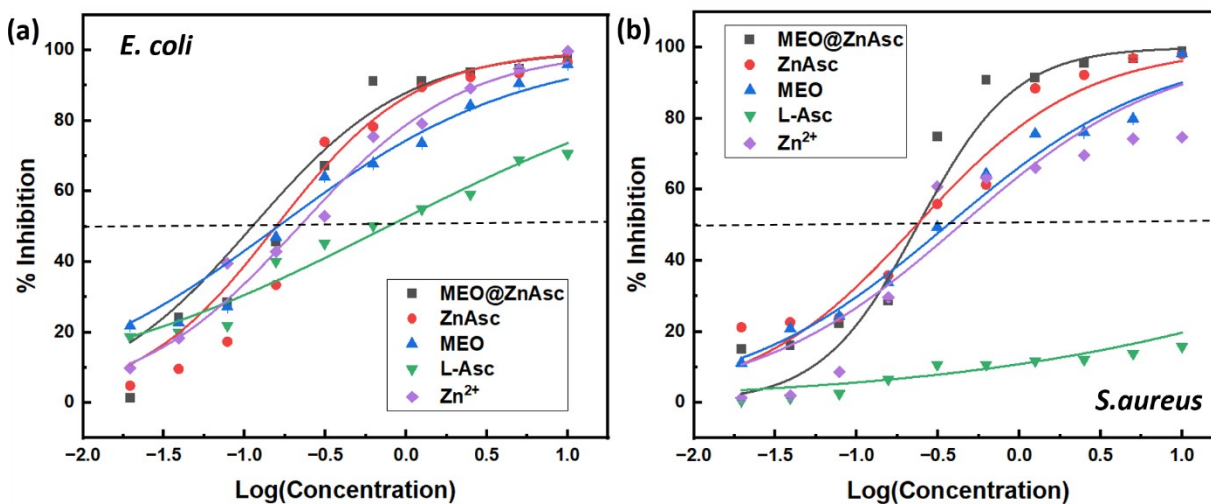 (a)
E. coli
% Inhibition
100
80
60
40
20
0
MEO@ZnAsc
ZnAsc
MEO
L-Asc
Zn²⁺
−2.0 −1.5 −1.0 −0.5 0.0 0.5 1.0
Log(Concentration)
(b)
MEO@ZnAsc
ZnAsc
MEO
L-Asc
Zn²⁺
% Inhibition
100
80
60
40
20
0
S.aureus
−2.0 −1.5 −1.0 −0.5 0.0 0.5 1.0
Log(Concentration)